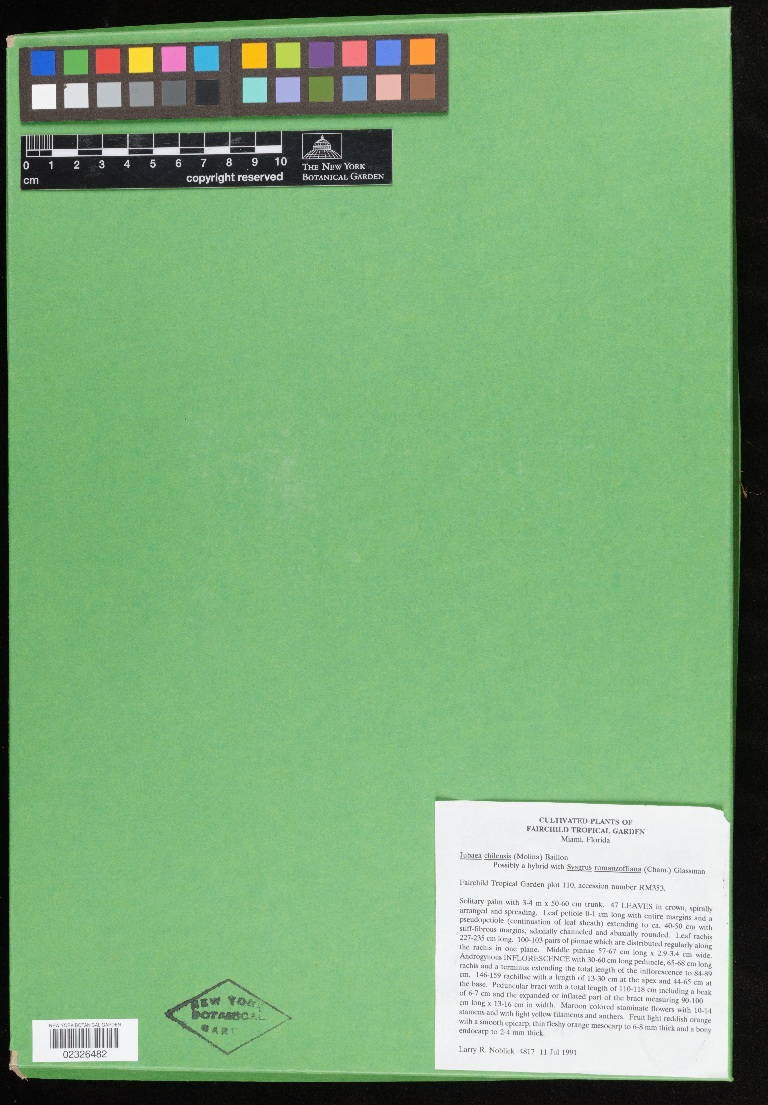 0 1 2 3 4 5 6 7 8 9 10
cm
copyright reserved
THE NEW YORK
BOTANICAL GARDEN
CULTIVATED PLANTS OF
FAIRCHILD TROPICAL GARDEN
Miami, Florida
Jubaea chilensis (Molina) Baillon
Possibly a hybrid with Syagrus romanzoffiana (Cham.) Glassman
Fairchild Tropical Garden plot 110, accession number RM353.
Solitary palm with 3-4 m x 50-60 cm trunk. 47 LEAVES in crown, spirally
arranged and spreading. Leaf petiole 0-1 cm long with entire margins and a
pseudopetiole (continuation of leaf sheath) extending to ca. 40-50 cm with
stiff-fibrous margins, adaxially channeled and abaxially rounded. Leaf rachis
227-235 cm long. 100-103 pairs of pinnae which are distributed regularly along
the rachis in one plane. Middle pinnae 57-67 cm long x 2.9-3.4 cm wide.
Androgynous INFLORESCENCE with 30-60 cm long peduncle, 65-68 cm long
rachis and a terminus extending the total length of the inflorescence to 84-89
cm. 146-159 rachillae with a length of 13-30 cm at the apex and 44-65 cm at
the base. Peduncular bract with a total length of 110-118 cm including a beak
of 6-7 cm and the expanded or inflated part of the bract measuring 90-100
cm long x 13-16 cm in width. Maroon colored staminate flowers with 10-14
stamens and with light yellow filaments and anthers. Fruit light reddish orange
with a smooth epicarp, thin fleshy orange mesocarp to 6-8 mm thick and a bony
endocarp to 2-4 mm thick.
Larry R. Noblick 4817 11 Jul 1991
NEW YORK
BOTANICAL
NEW YORK BOTANICAL GARDEN
02326482